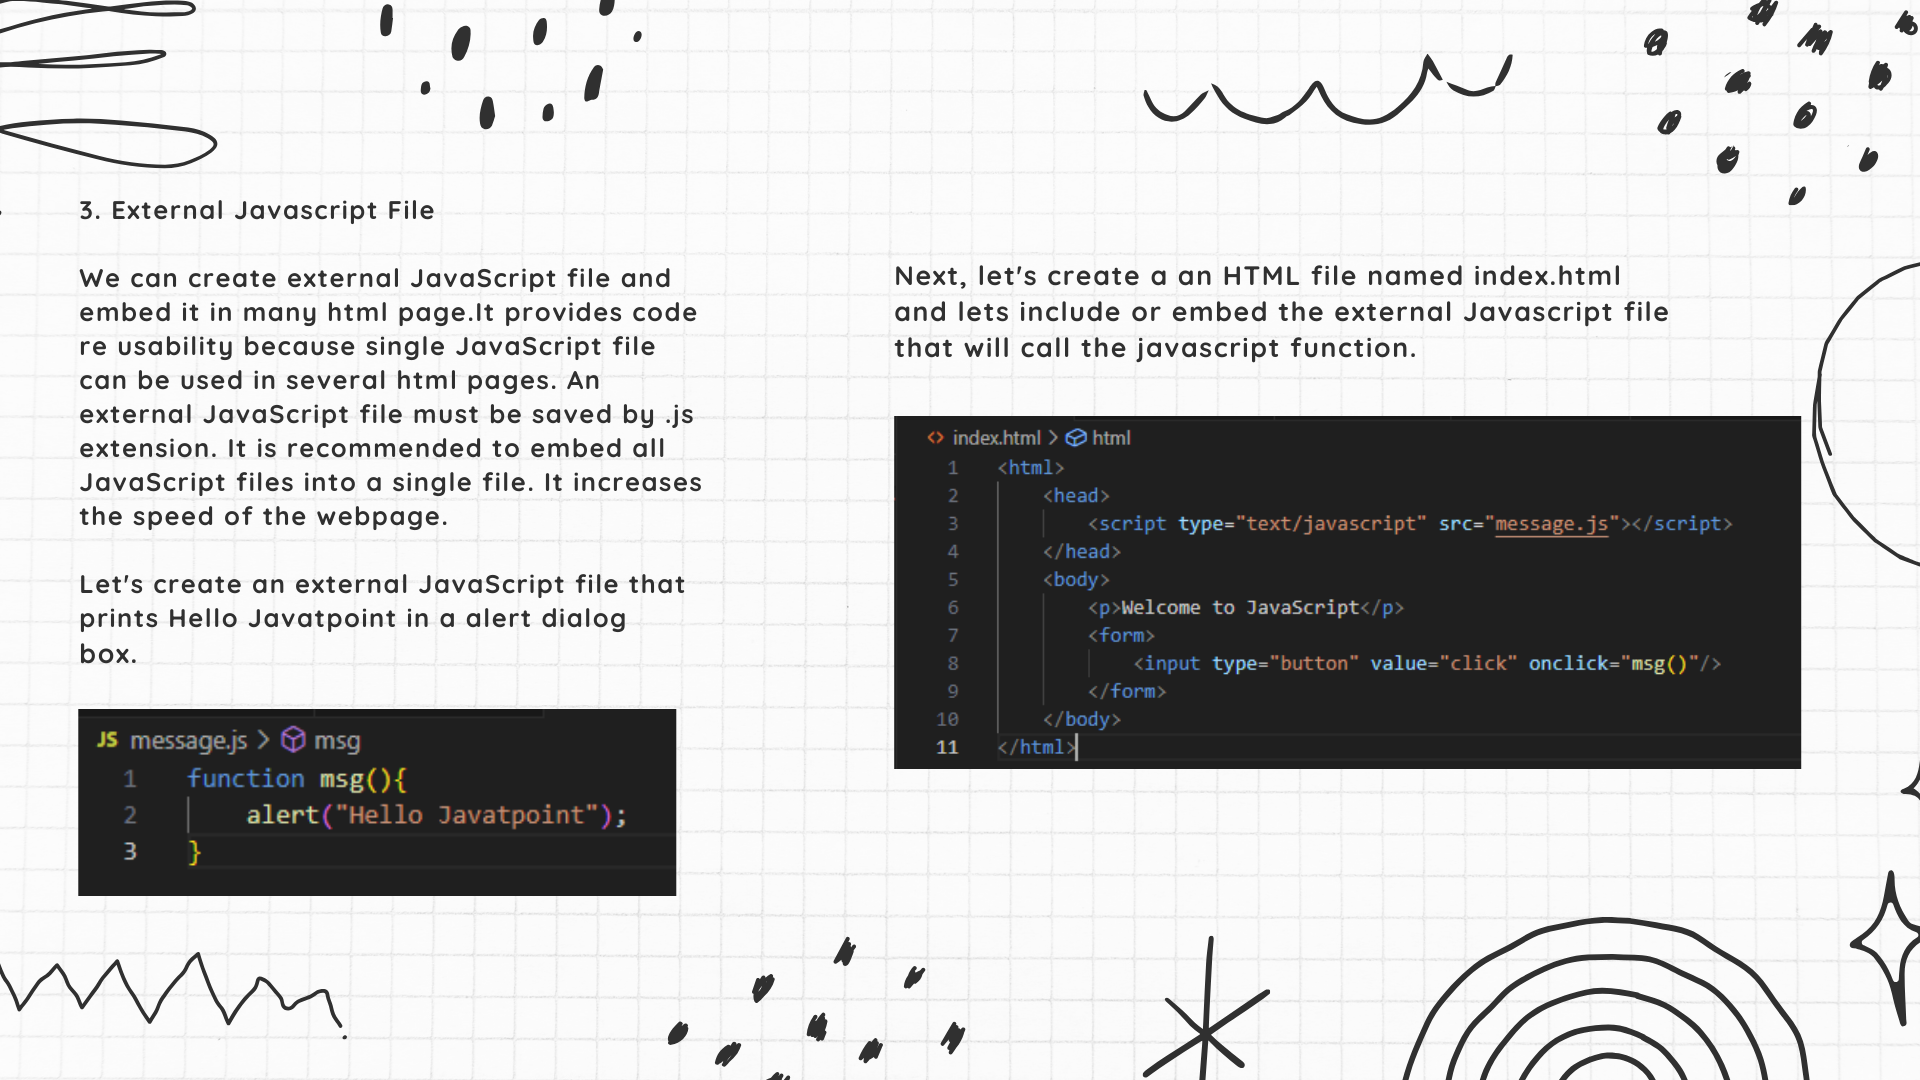 3. External Javascript File
We can create external JavaScript file and
embed it in many html page.It provides code
re usability because single JavaScript file
can be used in several html pages. An
external JavaScript file must be saved by .js
extension. It is recommended to embed all
JavaScript files into a single file. It increases
the speed of the webpage.
Let's create an external JavaScript file that
prints Hello Javatpoint in a alert dialog
box.
JS message.js > msg
1 function msg(){
2 alert("Hello Javatpoint");
3 }
Next, let's create a an HTML file named index.html
and lets include or embed the external Javascript file
that will call the javascript function.
<> index.html > html
1 <html>
2 <head>
3 <script type="text/javascript" src="message.js"></script>
4 </head>
5 <body>
6 <p>Welcome to JavaScript</p>
7 <form>
8 <input type="button" value="click" onclick="msg()"/>
9 </form>
10 </body>
11 </html>